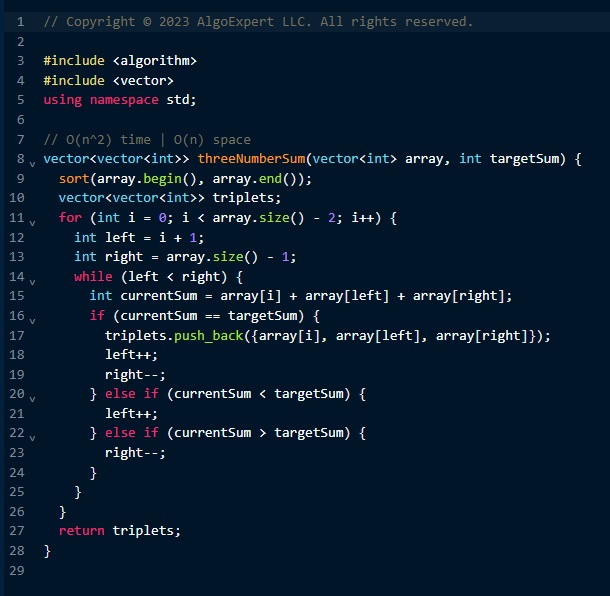 1 // Copyright © 2023 AlgoExpert LLC. All rights reserved.
2
3 #include <algorithm>
4 #include <vector>
5 using namespace std;
6
7 // O(n^2) time | O(n) space
8 vector<vector<int>> threeNumberSum(vector<int> array, int targetSum) {
9   sort(array.begin(), array.end());
10   vector<vector<int>> triplets;
11   for (int i = 0; i < array.size() - 2; i++) {
12     int left = i + 1;
13     int right = array.size() - 1;
14     while (left < right) {
15       int currentSum = array[i] + array[left] + array[right];
16       if (currentSum == targetSum) {
17         triplets.push_back({array[i], array[left], array[right]});
18         left++;
19         right--;
20       } else if (currentSum < targetSum) {
21         left++;
22       } else if (currentSum > targetSum) {
23         right--;
24       }
25     }
26   }
27   return triplets;
28 }
29